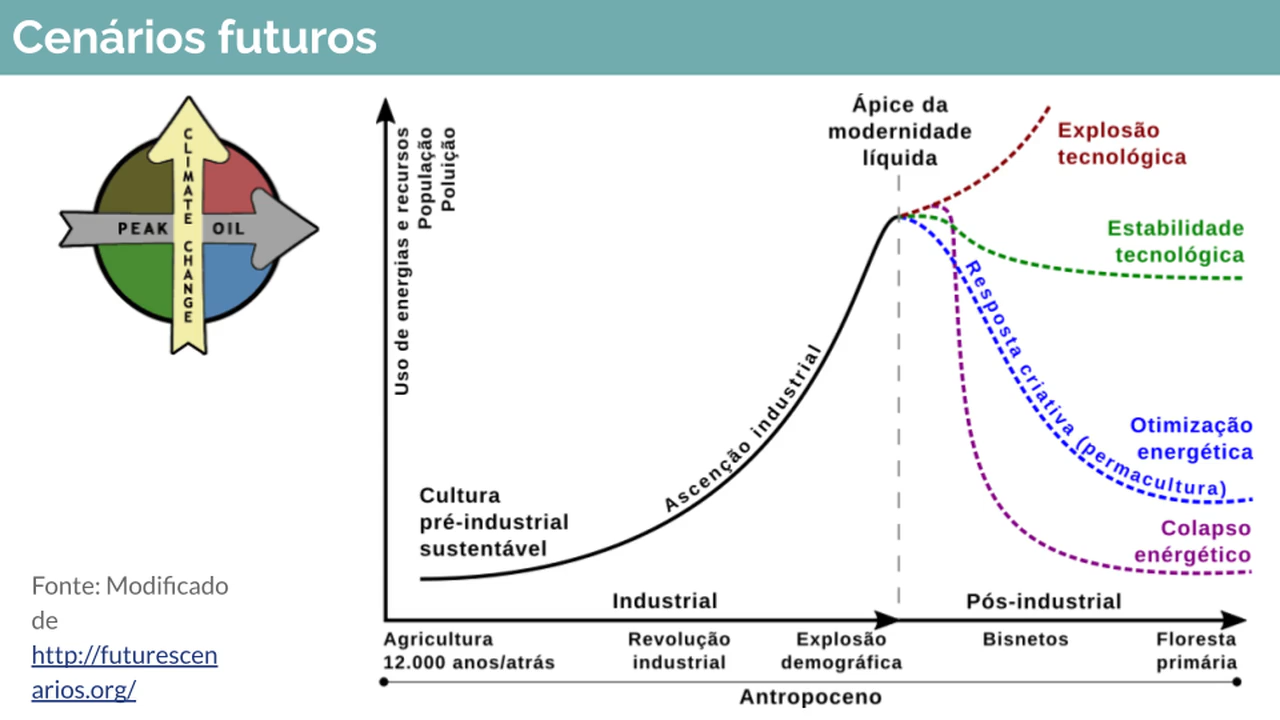 Cenários futuros
CLIMATE CHANGE
PEAK OIL
Fonte: Modificado
de
http://futurescen
arios.org/
Uso de energias e recursos
População
Poluição
Ápice da
modernidade
líquida
Explosão
tecnológica
Estabilidade
tecnológica
Resposta criativa (permacultura)
Otimização
energética
Colapso
enérgético
Ascenção industrial
Cultura
pré-industrial
sustentável
Industrial
Pós-industrial
Agricultura
12.000 anos/atrás
Revolução
industrial
Explosão
demográfica
Bisnetos
Floresta
primária
Antropoceno